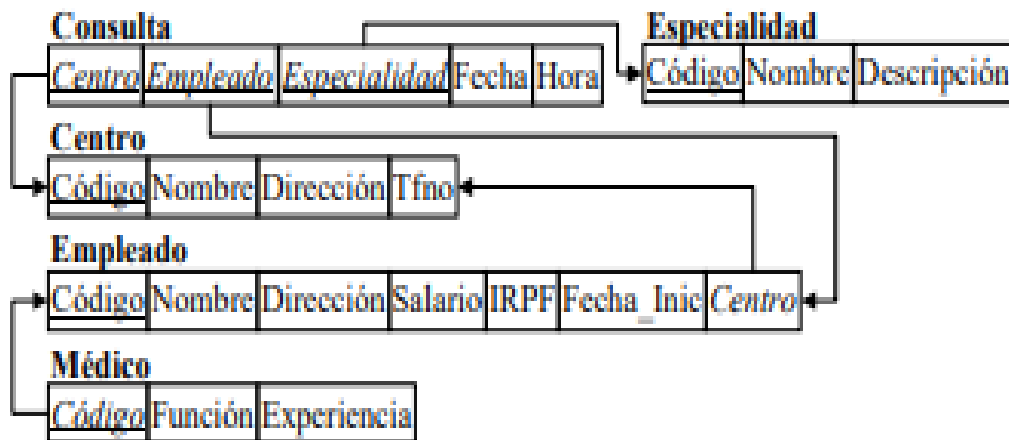 Consulta
Centro Empleado Especialidad Fecha Hora
Especialidad
Código Nombre Descripción
Centro
Código Nombre Dirección Tfno
Empleado
Código Nombre Dirección Salario IRPF Fecha_Inic Centro
Médico
Código Función Experiencia